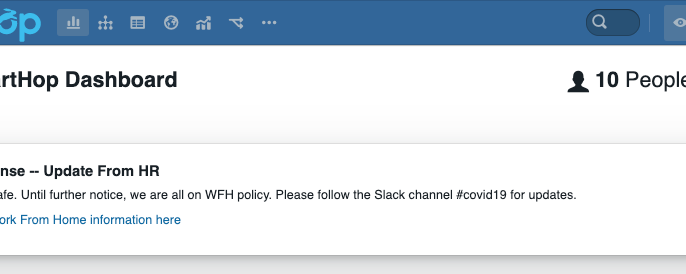 op
rtHop Dashboard
10 People
nse -- Update From HR
afe. Until further notice, we are all on WFH policy. Please follow the Slack channel #covid19 for updates.
ork From Home information here